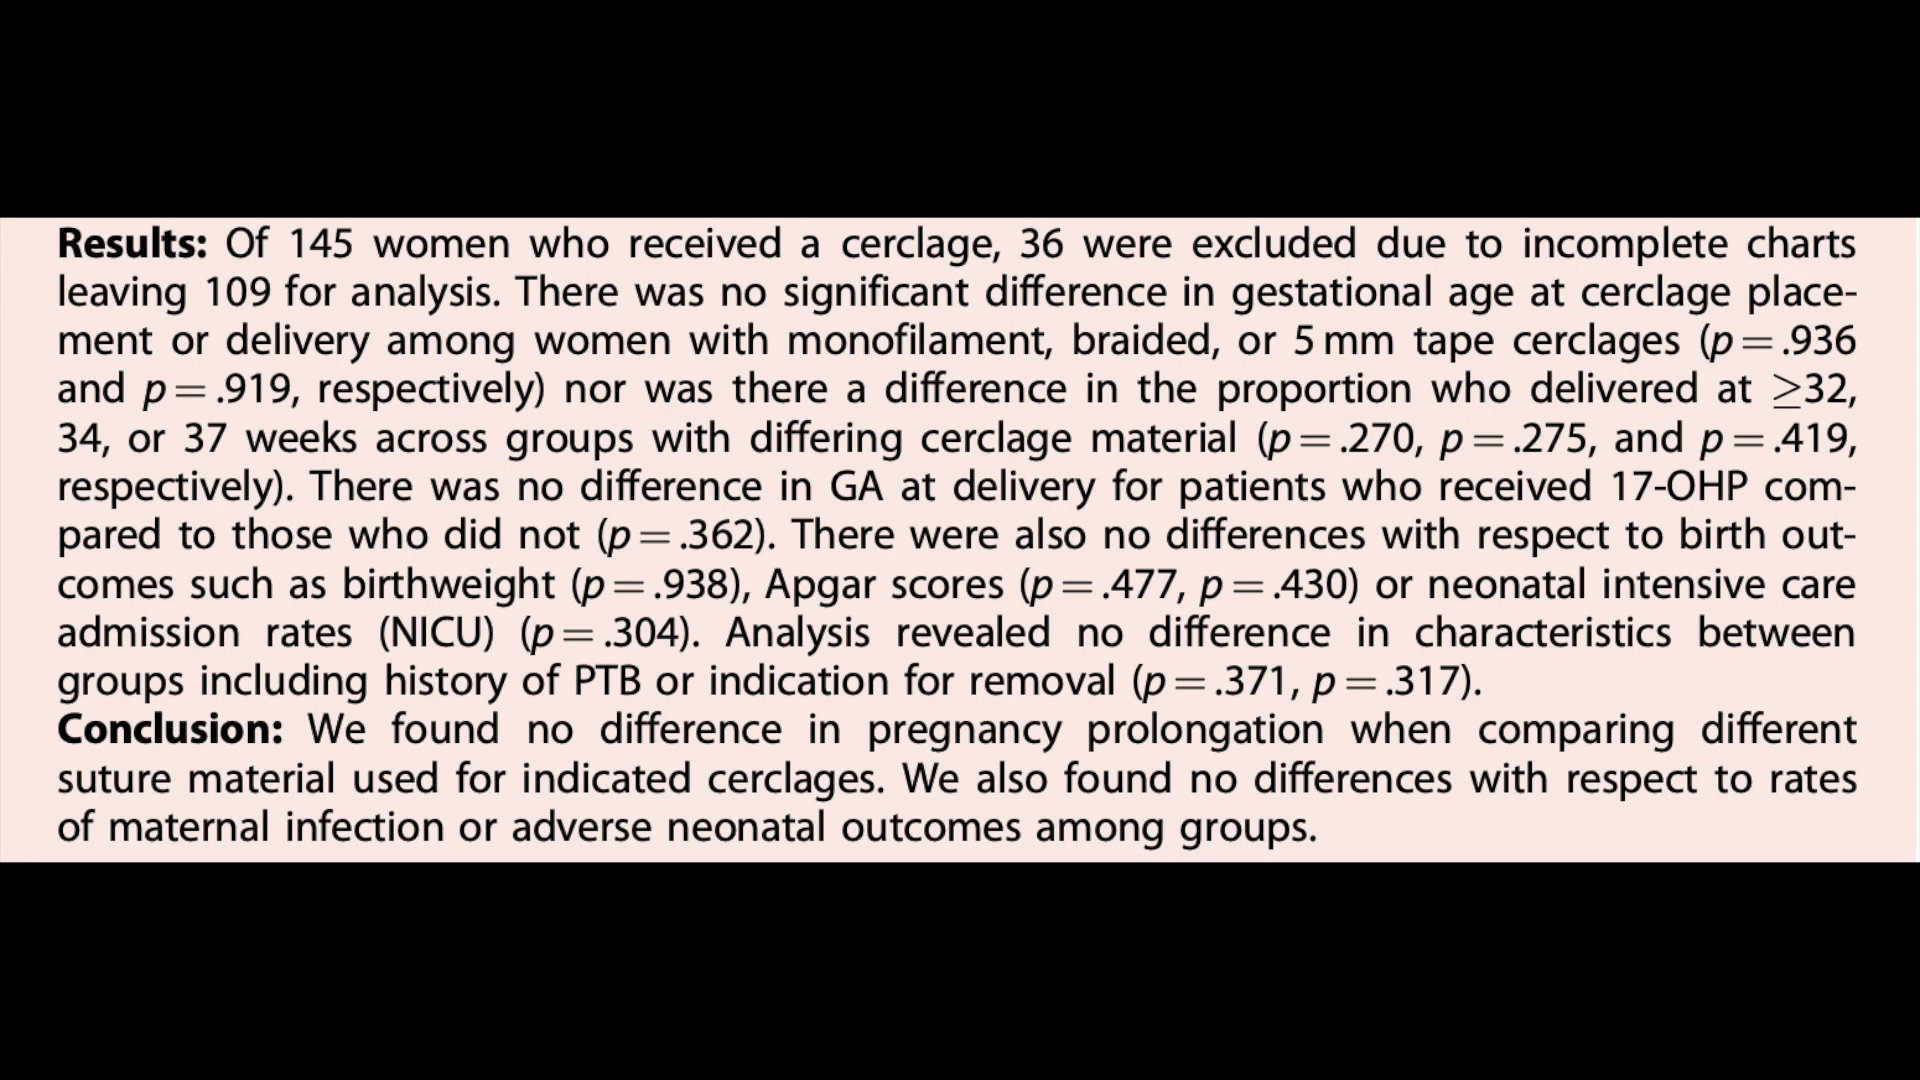 Results: Of 145 women who received a cerclage, 36 were excluded due to incomplete charts
leaving 109 for analysis. There was no significant difference in gestational age at cerclage place-
ment or delivery among women with monofilament, braided, or 5 mm tape cerclages (p = .936
and p = .919, respectively) nor was there a difference in the proportion who delivered at ≥32,
34, or 37 weeks across groups with differing cerclage material (p = .270, p = .275, and p = .419,
respectively). There was no difference in GA at delivery for patients who received 17-OHP com-
pared to those who did not (p = .362). There were also no differences with respect to birth out-
comes such as birthweight (p = .938), Apgar scores (p = .477, p = .430) or neonatal intensive care
admission rates (NICU) (p = .304). Analysis revealed no difference in characteristics between
groups including history of PTB or indication for removal (p = .371, p = .317).
Conclusion: We found no difference in pregnancy prolongation when comparing different
suture material used for indicated cerclages. We also found no differences with respect to rates
of maternal infection or adverse neonatal outcomes among groups.